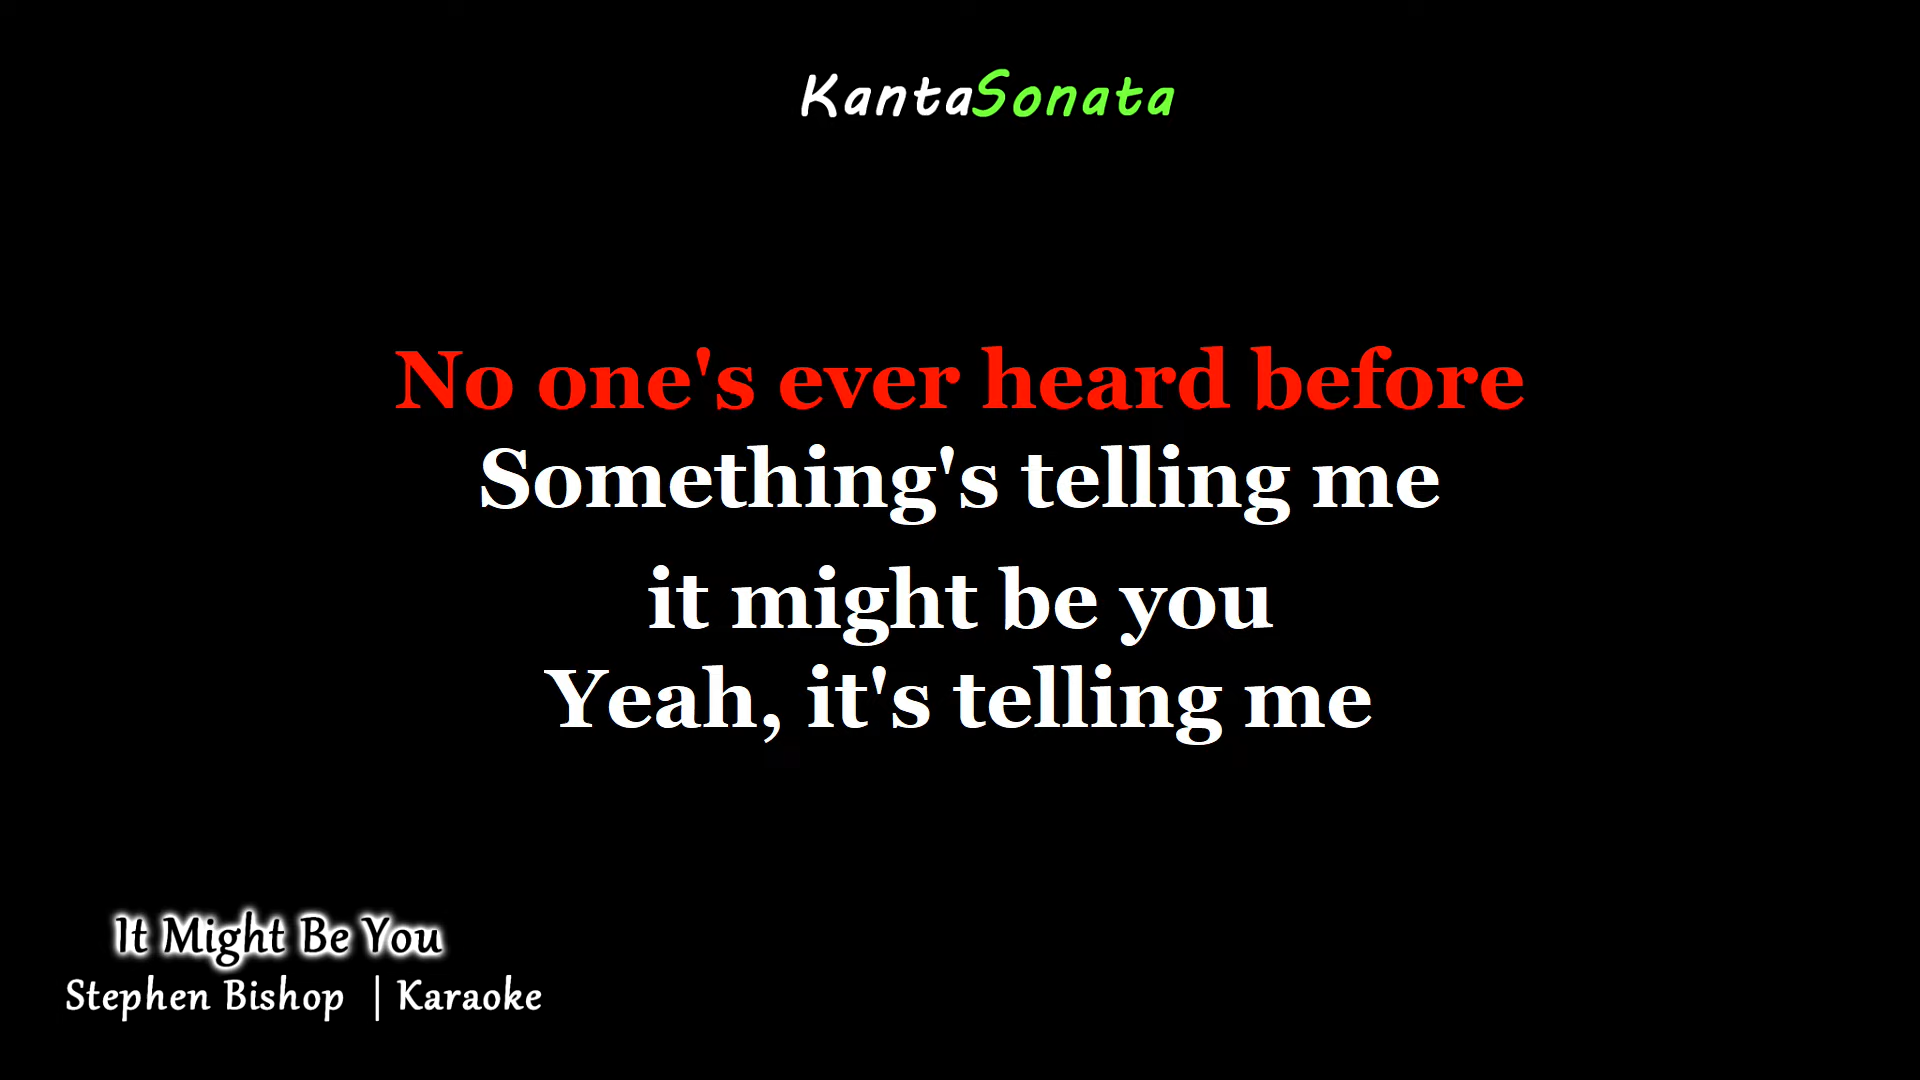 KantaSonata
No one's ever heard before
Something's telling me
it might be you
Yeah, it's telling me
It Might Be You
Stephen Bishop | Karaoke